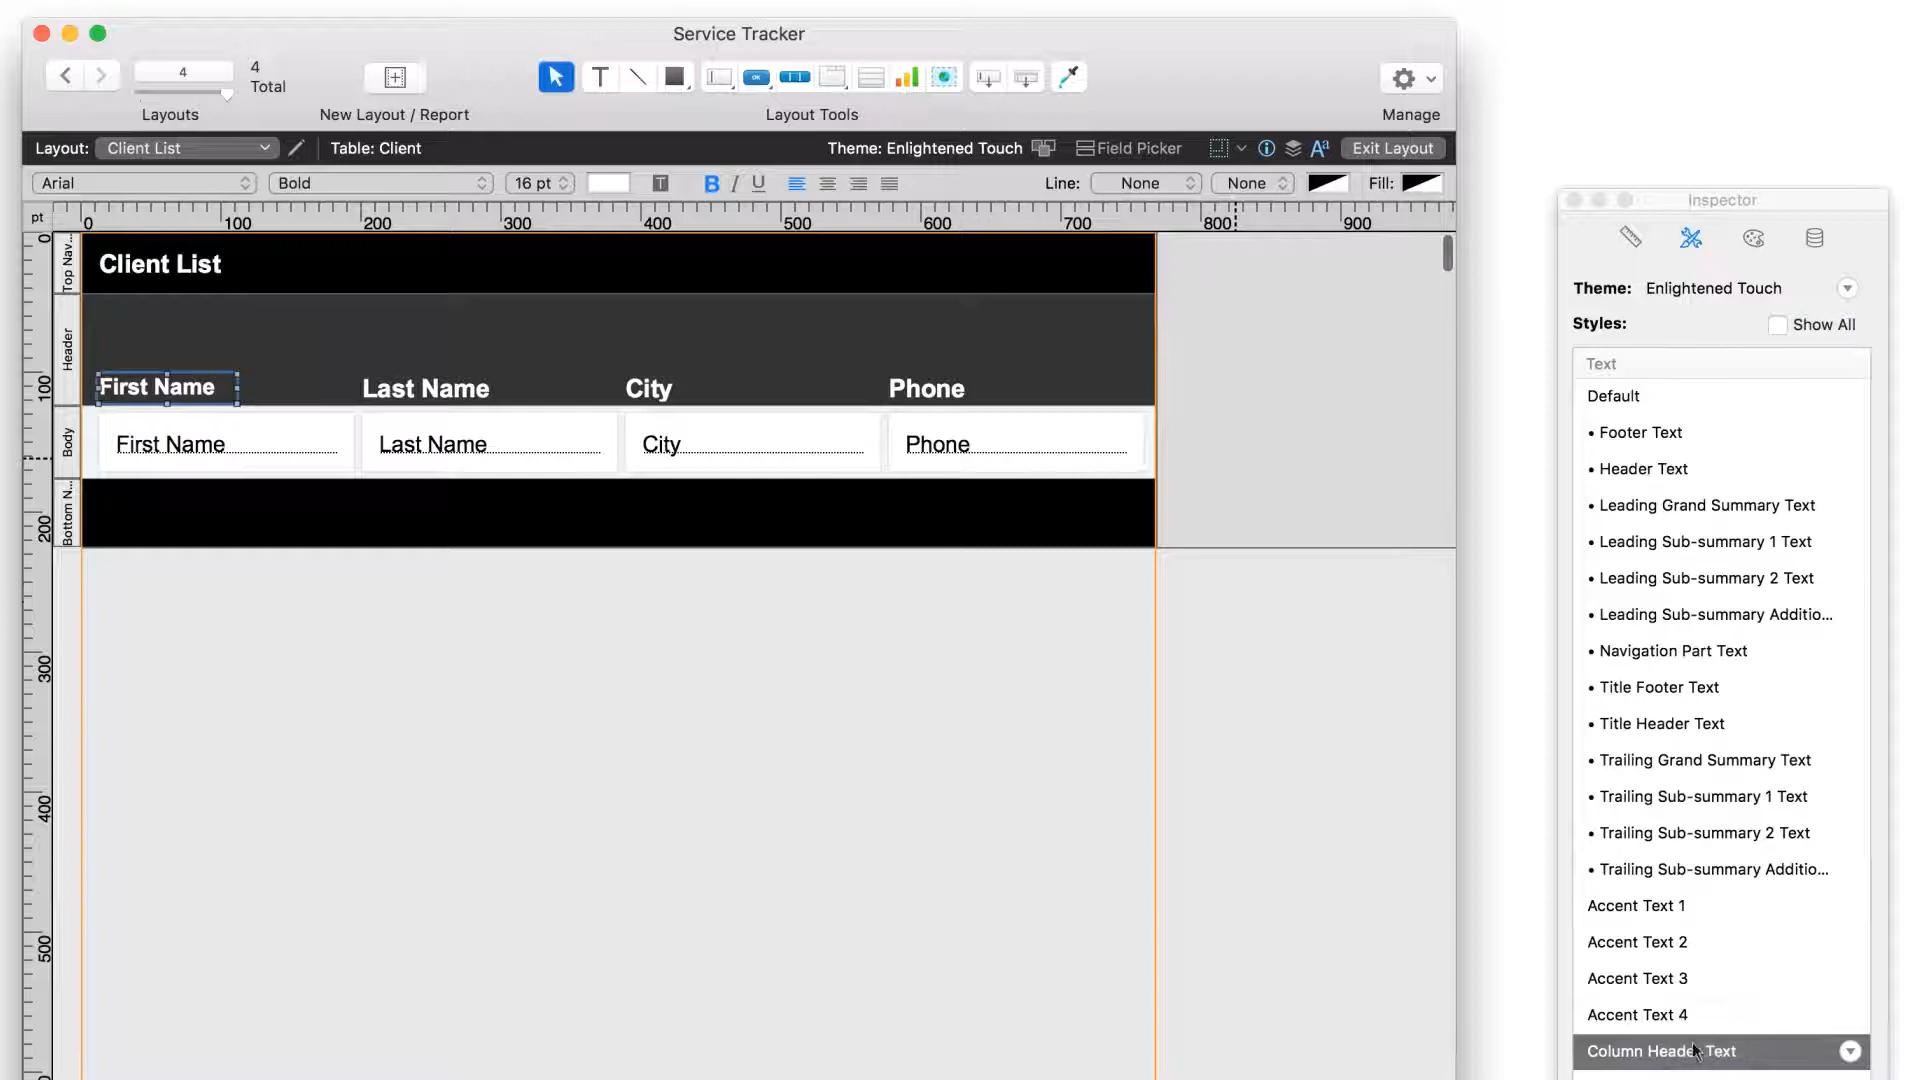 Service Tracker
4
4
Total
Layouts
New Layout / Report
Layout Tools
Manage
Layout:
Client List
Table: Client
Theme: Enlightened Touch
Field Picker
Exit Layout
Arial
Bold
16 pt
T
B
I
U
Line:
None
None
Fill:
pt
0
100
200
300
400
500
600
700
800
900
0
100
200
300
400
500
Top Nav...
Header
Body
Bottom N...
Client List
First Name
Last Name
City
Phone
First Name
Last Name
City
Phone
Inspector
Theme: Enlightened Touch
Styles:
Show All
Text
Default
• Footer Text
• Header Text
• Leading Grand Summary Text
• Leading Sub-summary 1 Text
• Leading Sub-summary 2 Text
• Leading Sub-summary Additio...
• Navigation Part Text
• Title Footer Text
• Title Header Text
• Trailing Grand Summary Text
• Trailing Sub-summary 1 Text
• Trailing Sub-summary 2 Text
• Trailing Sub-summary Additio...
Accent Text 1
Accent Text 2
Accent Text 3
Accent Text 4
Column Header Text